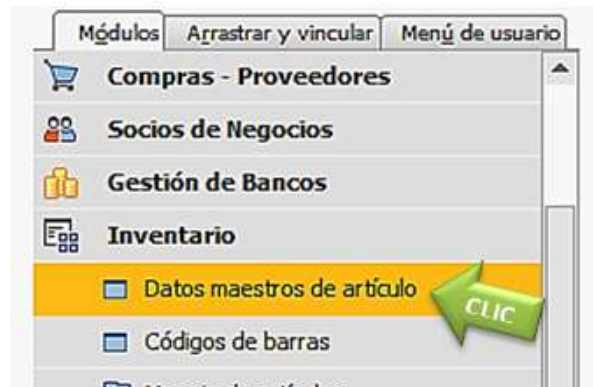 Módulos Arrastrar y vincular Menú de usuario
Compras - Proveedores
Socios de Negocios
Gestión de Bancos
Inventario
Datos maestros de artículo
CLIC
Códigos de barras